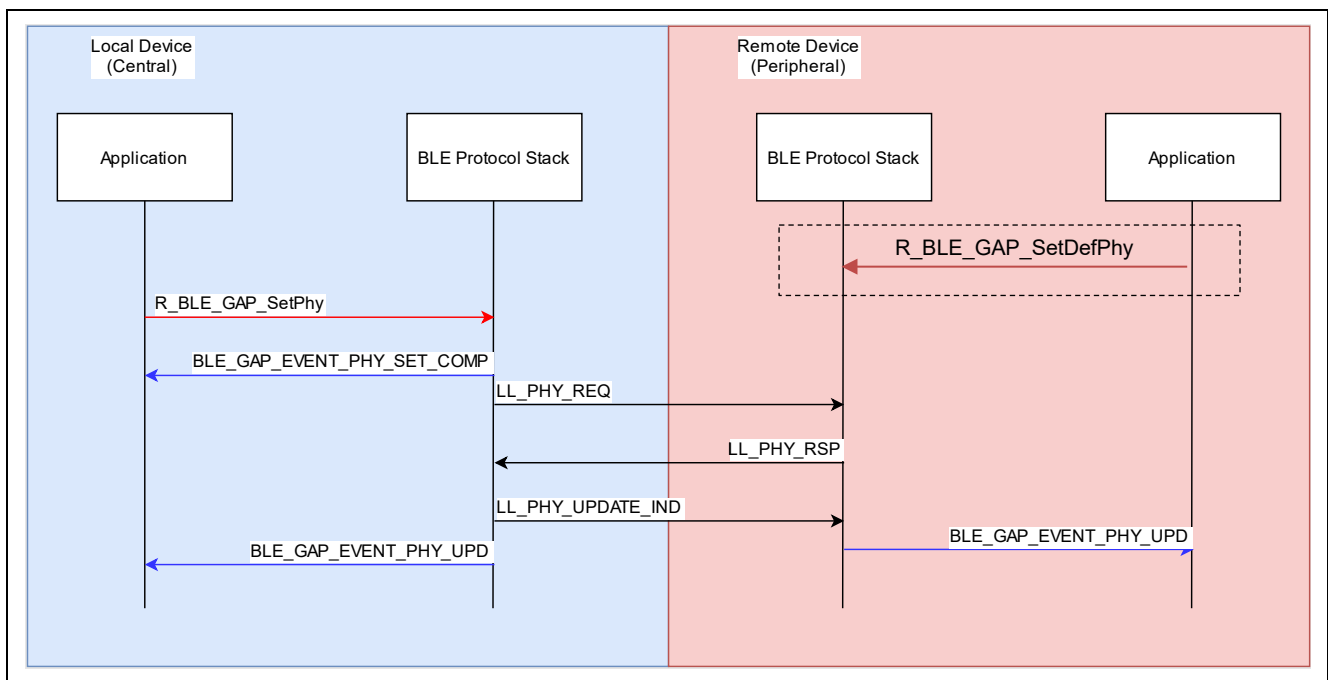 Local Device
(Central)
Remote Device
(Peripheral)
Application
BLE Protocol Stack
BLE Protocol Stack
Application
R_BLE_GAP_SetDefPhy
R_BLE_GAP_SetPhy
BLE_GAP_EVENT_PHY_SET_COMP
LL_PHY_REQ
LL_PHY_RSP
LL_PHY_UPDATE_IND
BLE_GAP_EVENT_PHY_UPD
BLE_GAP_EVENT_PHY_UPD